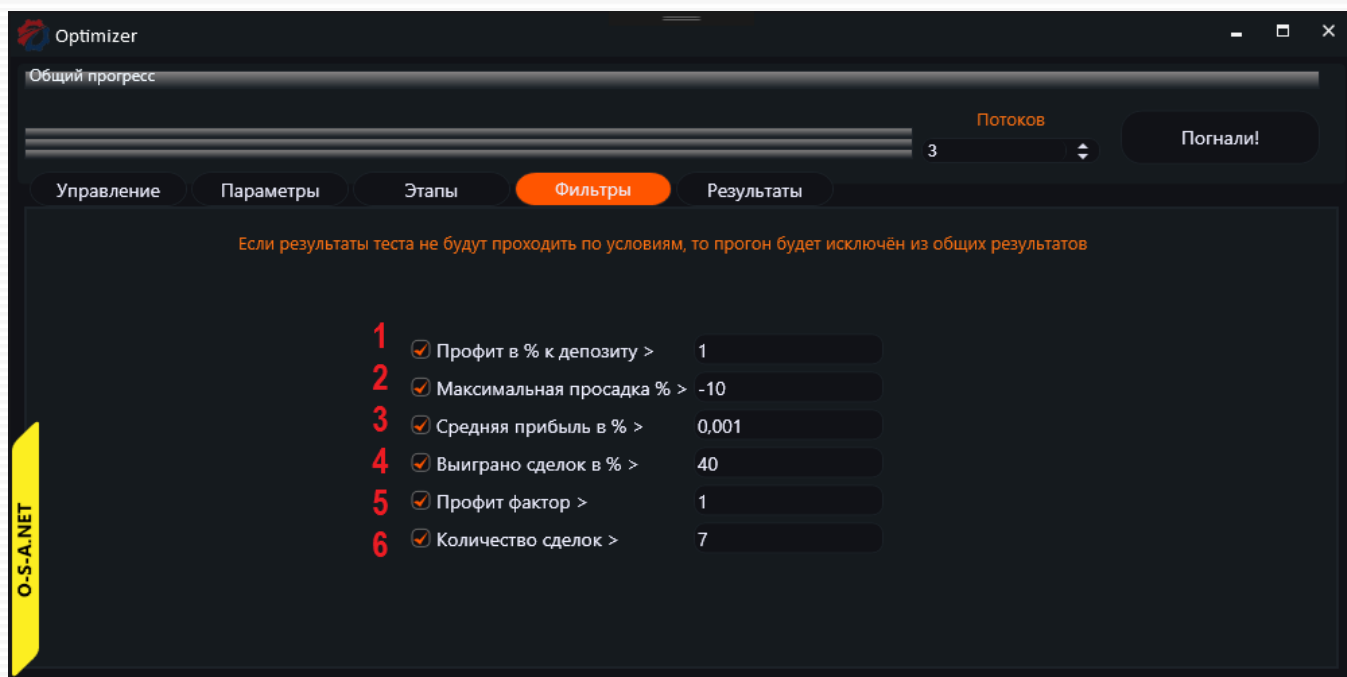 Optimizer
Общий прогресс
Потоков
3
Погнали!
Управление Параметры Этапы Фильтры Результаты
Если результаты теста не будут проходить по условиям, то прогон будет исключён из общих результатов
1 Профит в % к депозиту > 1
2 Максимальная просадка % > -10
3 Средняя прибыль в % > 0,001
4 Выиграно сделок в % > 40
5 Профит фактор > 1
6 Количество сделок > 7
O-S-A.NET